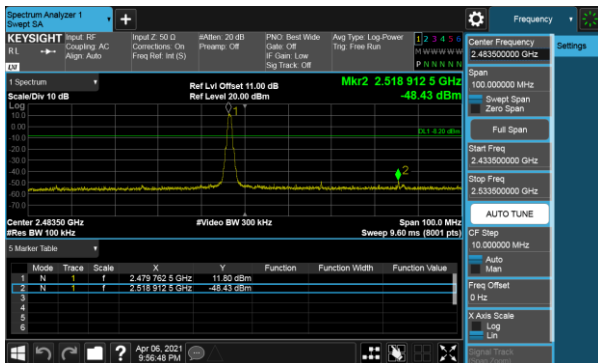 Spectrum Analyzer 1
Swept SA
+
Frequency
KEYSIGHT Input: RF Input Z: 50 Ω #Atten: 20 dB PNO: Best Wide Avg Type: Log-Power 1 2 3 4 5 6
RL Coupling: AC Corrections: On Preamp: Off Gate: Off Trig: Free Run M W W W W W
Align: Auto Freq Ref: Int (S) IF Gain: Low
LXI Sig Track: Off P N N N N N
1 Spectrum Ref Lvl Offset 11.00 dB Mkr2 2.518 912 5 GHz
Scale/Div 10 dB Ref Level 20.00 dBm -48.43 dBm
Log
10.0
0.00
-10.0
-20.0
-30.0
-40.0
-50.0
-60.0
-70.0
1
DL1 -8.20 dBm
2
Center 2.48350 GHz #Video BW 300 kHz Span 100.0 MHz
#Res BW 100 kHz Sweep 9.60 ms (8001 pts)
5 Marker Table
Mode Trace Scale X Y Function Function Width Function Value
1 N 1 f 2.479 762 5 GHz 11.80 dBm
2 N 1 f 2.518 912 5 GHz -48.43 dBm
3
4
5
6
? Apr 06, 2021
9:56:48 PM
Center Frequency
2.483500000 GHz
Settings
Span
100.000000 MHz
Swept Span
Zero Span
Full Span
Start Freq
2.433500000 GHz
Stop Freq
2.533500000 GHz
AUTO TUNE
CF Step
10.000000 MHz
Auto
Man
Freq Offset
0 Hz
X Axis Scale
Log
Lin
Signal Track
(Span Zoom)